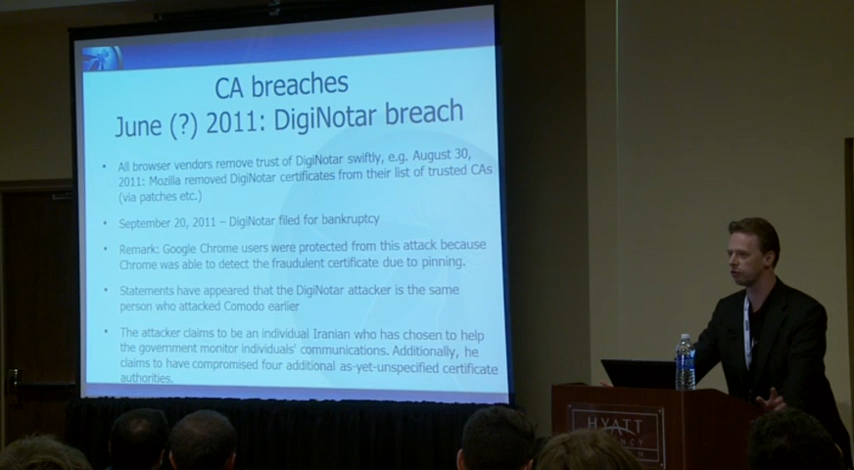 CA breaches
June (?) 2011: DigiNotar breach
• All browser vendors remove trust of DigiNotar swiftly, e.g. August 30,
2011: Mozilla removed DigiNotar certificates from their list of trusted CAs
(via patches etc.)
• September 20, 2011 – DigiNotar filed for bankruptcy
• Remark: Google Chrome users were protected from this attack because
Chrome was able to detect the fraudulent certificate due to pinning.
• Statements have appeared that the DigiNotar attacker is the same
person who attacked Comodo earlier
• The attacker claims to be an individual Iranian who has chosen to help
the government monitor individuals' communications. Additionally, he
claims to have compromised four additional as-yet-unspecified certificate
authorities.
HYATT